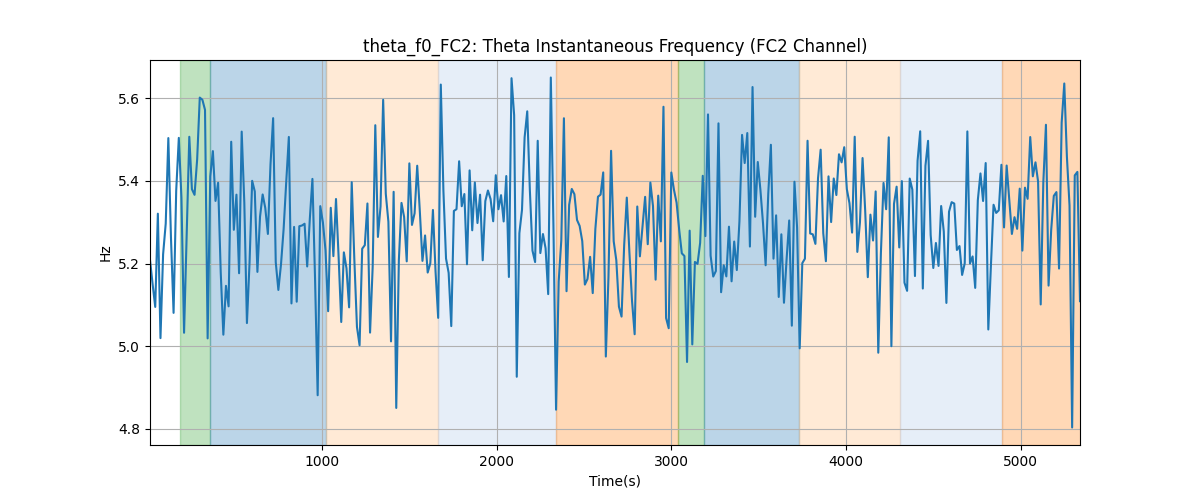 theta_f0_FC2: Theta Instantaneous Frequency (FC2 Channel)
Hz
5.6
5.4
5.2
5.0
4.8
1000 2000 3000 4000 5000
Time(s)